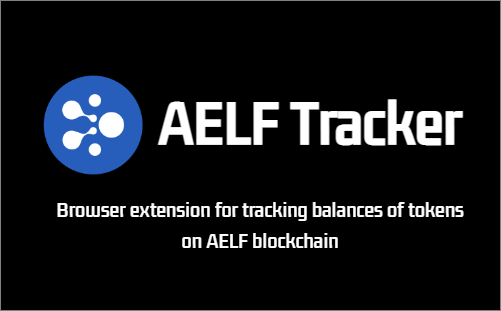 AELF Tracker
Browser extension for tracking balances of tokens
on AELF blockchain